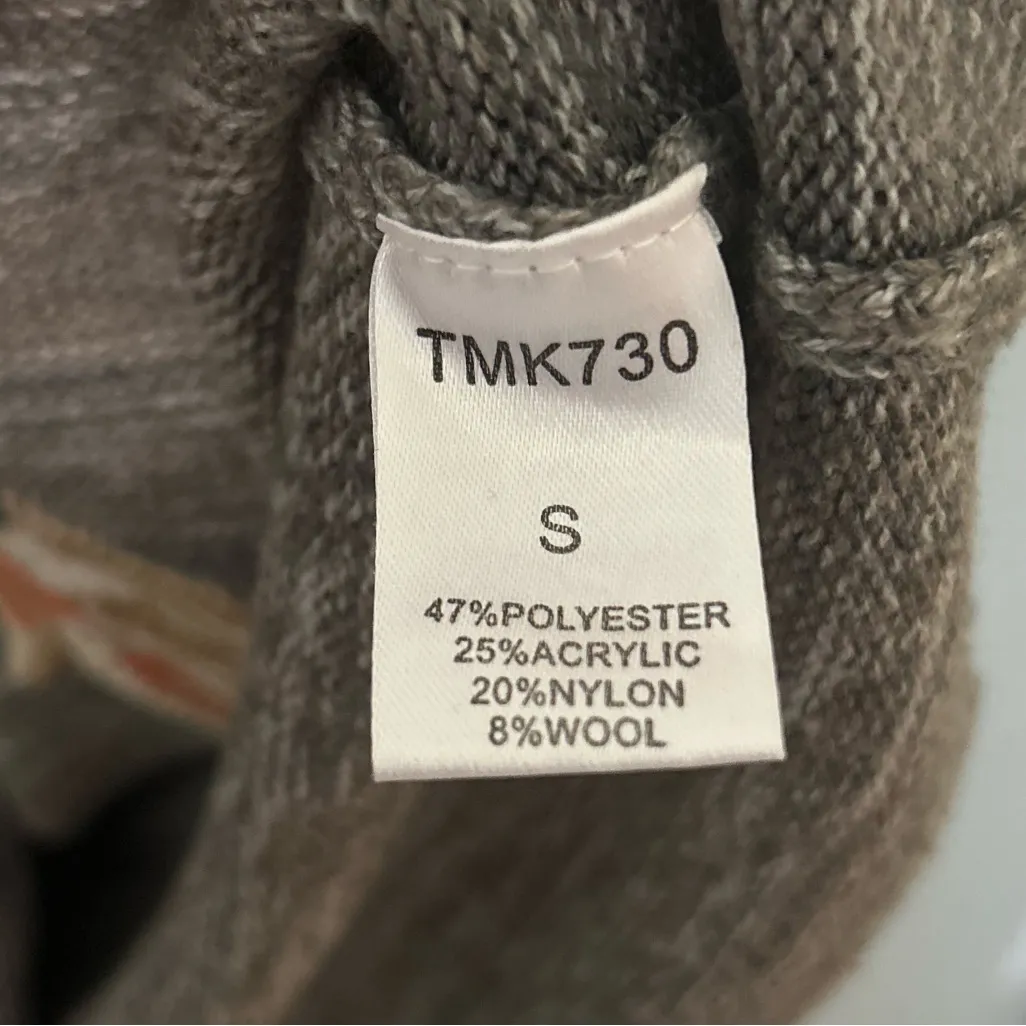 TMK730
S
47%POLYESTER
25%ACRYLIC
20%NYLON
8%WOOL